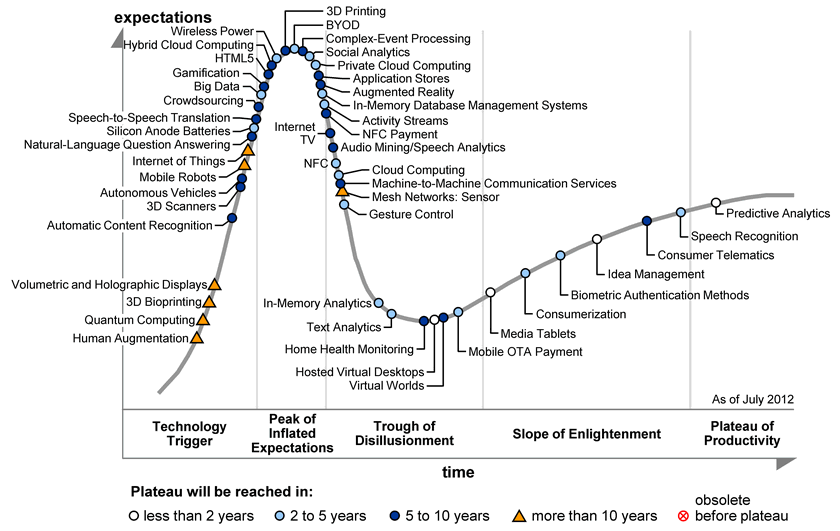 expectations
3D Printing
BYOD
Wireless Power
Complex-Event Processing
Hybrid Cloud Computing
Social Analytics
HTML5
Private Cloud Computing
Gamification
Application Stores
Big Data
Augmented Reality
Crowdsourcing
In-Memory Database Management Systems
Speech-to-Speech Translation
Activity Streams
Silicon Anode Batteries
Internet
TV
NFC Payment
Natural-Language Question Answering
Audio Mining/Speech Analytics
Internet of Things
NFC
Cloud Computing
Mobile Robots
Machine-to-Machine Communication Services
Autonomous Vehicles
Mesh Networks: Sensor
3D Scanners
Gesture Control
Automatic Content Recognition
Predictive Analytics
Speech Recognition
Consumer Telematics
Idea Management
Volumetric and Holographic Displays
Biometric Authentication Methods
3D Bioprinting
In-Memory Analytics
Consumerization
Quantum Computing
Text Analytics
Media Tablets
Human Augmentation
Home Health Monitoring
Mobile OTA Payment
Hosted Virtual Desktops
Virtual Worlds
As of July 2012
Technology
Trigger
Peak of
Inflated
Expectations
Trough of
Disillusionment
Slope of Enlightenment
Plateau of
Productivity
time
Plateau will be reached in:
less than 2 years
2 to 5 years
5 to 10 years
more than 10 years
obsolete
before plateau